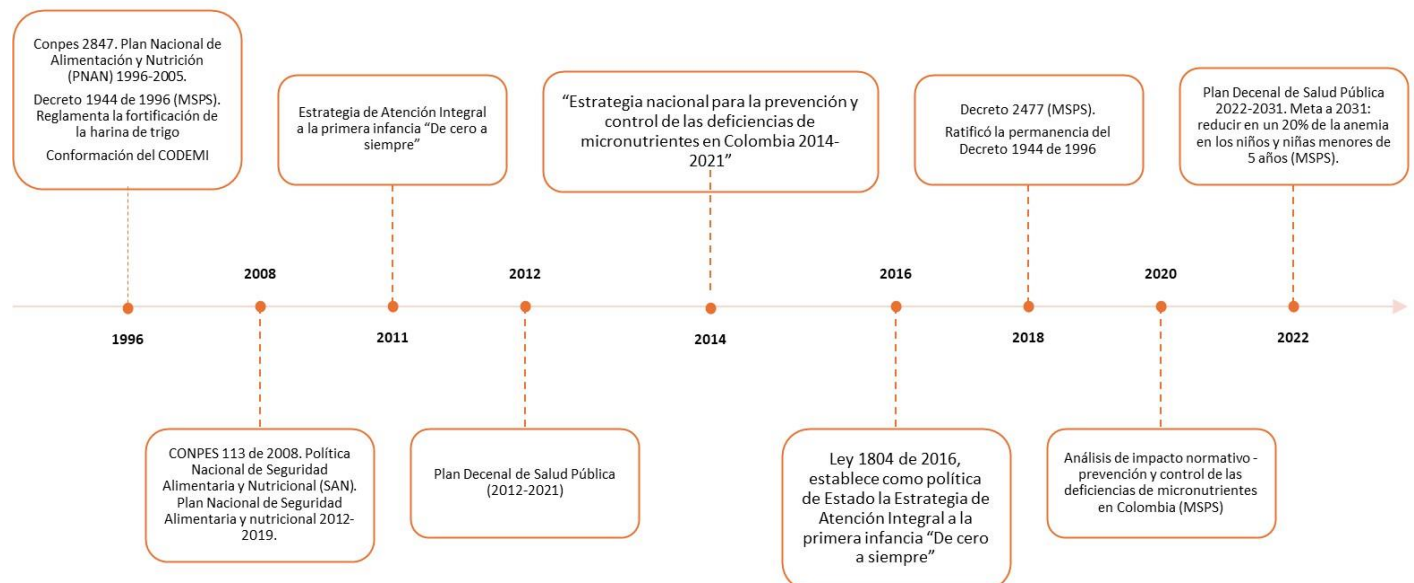 Conpes 2847. Plan Nacional de
Alimentación y Nutrición
(PNAN) 1996-2005.
Decreto 1944 de 1996 (MSPS).
Reglamenta la fortificación de
la harina de trigo
Conformación del CODEMI
Estrategia de Atención Integral
a la primera infancia “De cero a
siempre”
“Estrategia nacional para la prevención y
control de las deficiencias de
micronutrientes en Colombia 2014-
2021”
Decreto 2477 (MSPS).
Ratificó la permanencia del
Decreto 1944 de 1996
Plan Decenal de Salud Pública
2022-2031. Meta a 2031:
reducir en un 20% de la anemia
en los niños y niñas menores de
5 años (MSPS).
2008
2012
2016
2020
1996
2011
2014
2018
2022
CONPES 113 de 2008. Política
Nacional de Seguridad
Alimentaria y Nutricional (SAN).
Plan Nacional de Seguridad
Alimentaria y nutricional 2012-
2019.
Plan Decenal de Salud Pública
(2012-2021)
Ley 1804 de 2016,
establece como política
de Estado la Estrategia de
Atención Integral a la
primera infancia “De cero
a siempre”
Análisis de impacto normativo -
prevención y control de las
deficiencias de micronutrientes
en Colombia (MSPS)